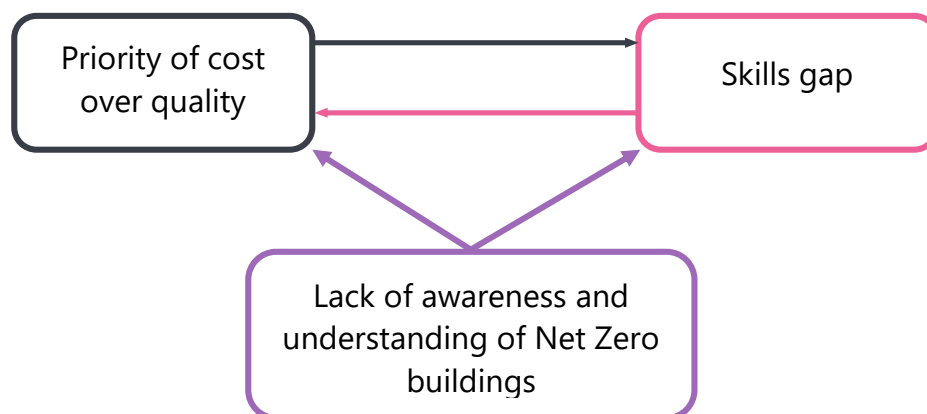 Priority of cost
over quality
Skills gap
Lack of awareness and
understanding of Net Zero
buildings